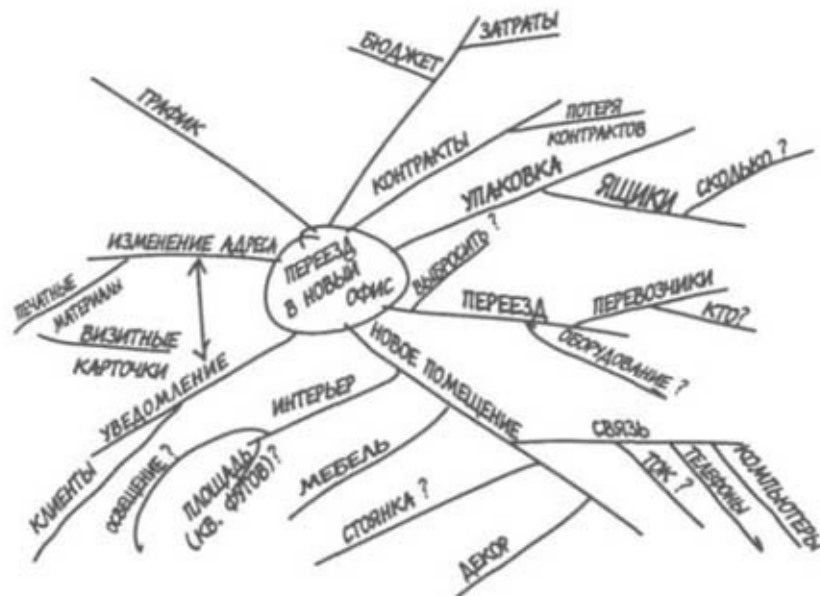 БЮДЖЕТ
ЗАТРАТЫ
ГРАФИК
КОНТРАКТЫ
ПОТЕРЯ
КОНТРАКТОВ
УПАКОВКА
ЯЩИКИ
СКОЛЬКО?
ИЗМЕНЕНИЕ АДРЕСА
ПЕЧАТНЫЕ
МАТЕРИАЛЫ
ВИЗИТНЫЕ
КАРТОЧКИ
ПЕРЕЕЗД
В НОВЫЙ
ОФИС
ВЫБРОСИТЬ?
ПЕРЕЕЗД
ПЕРЕВОЗЧИКИ
КТО?
ОБОРУДОВАНИЕ?
УВЕДОМЛЕНИЕ
КЛИЕНТЫ
НОВОЕ ПОМЕЩЕНИЕ
ИНТЕРЬЕР
ОСВЕЩЕНИЕ?
ПЛОЩАДЬ
(КВ. ФУТОВ)?
МЕБЕЛЬ
СТОЯНКА?
ДЕКОР
СВЯЗЬ
ТОК?
ТЕЛЕФОНЫ
КОМПЬЮТЕРЫ